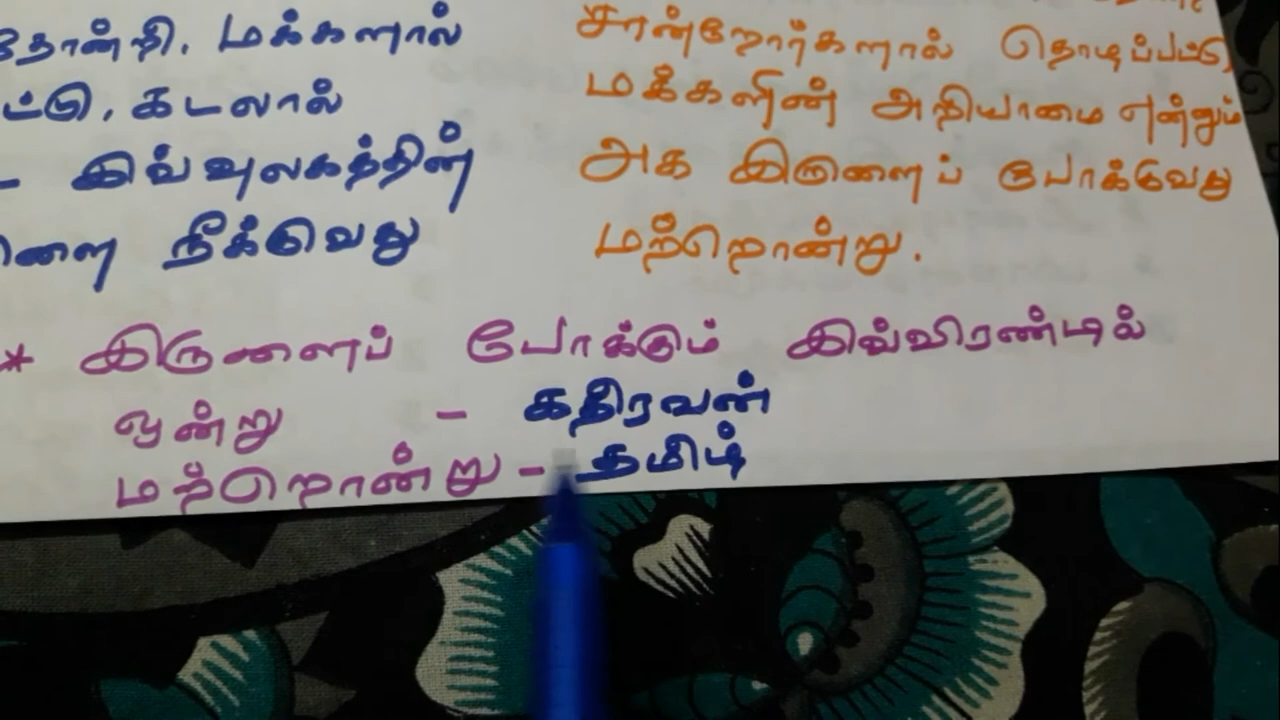 தோன்றி. மக்களால்
ட்டு. கடலால்
- இவ்வுலகத்தின்
ளை நீக்குவது
சான்றோர்களால் தொடிப்பட்டு
மக்களின் அறியாமை என்னும்
அக இருளைப் போக்குவது
மற்றொன்று.
* இருளைப் போக்கும் இவ்விரண்டில்
ஒன்று - கதிரவன்
மற்றொன்று - தமிழ்